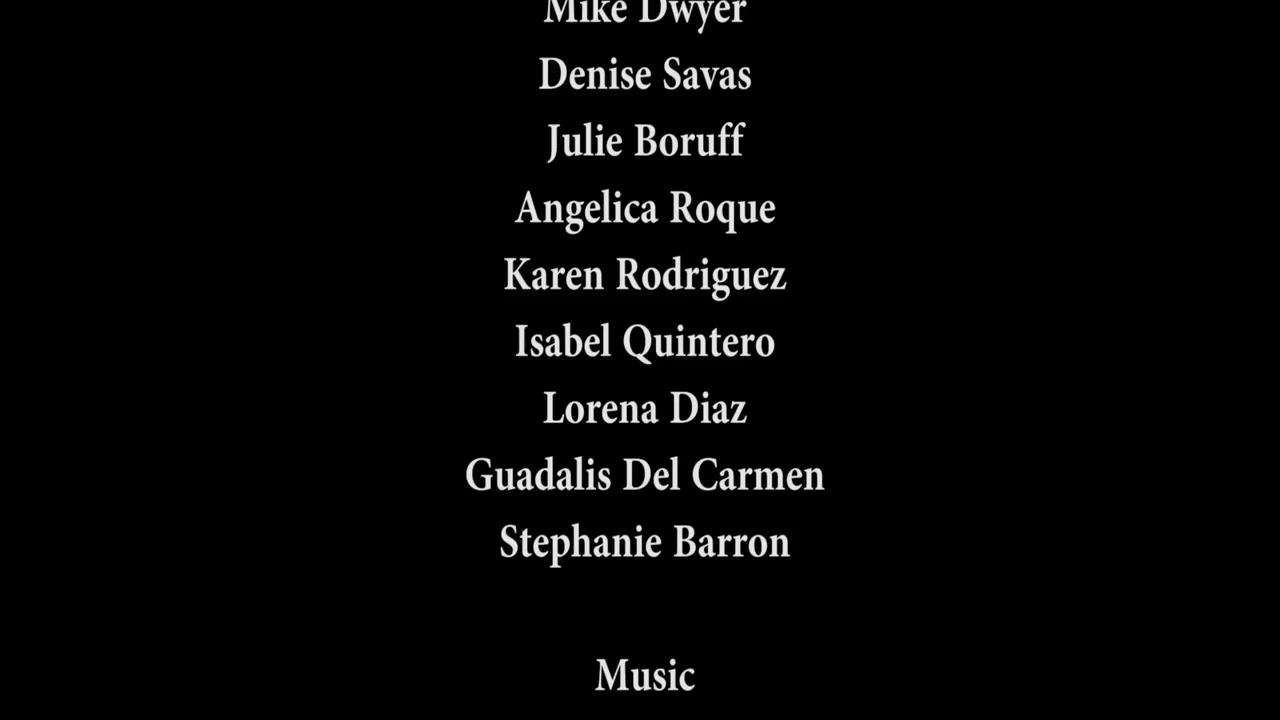 Mike Dwyer
Denise Savas
Julie Boruff
Angelica Roque
Karen Rodriguez
Isabel Quintero
Lorena Diaz
Guadalis Del Carmen
Stephanie Barron
Music